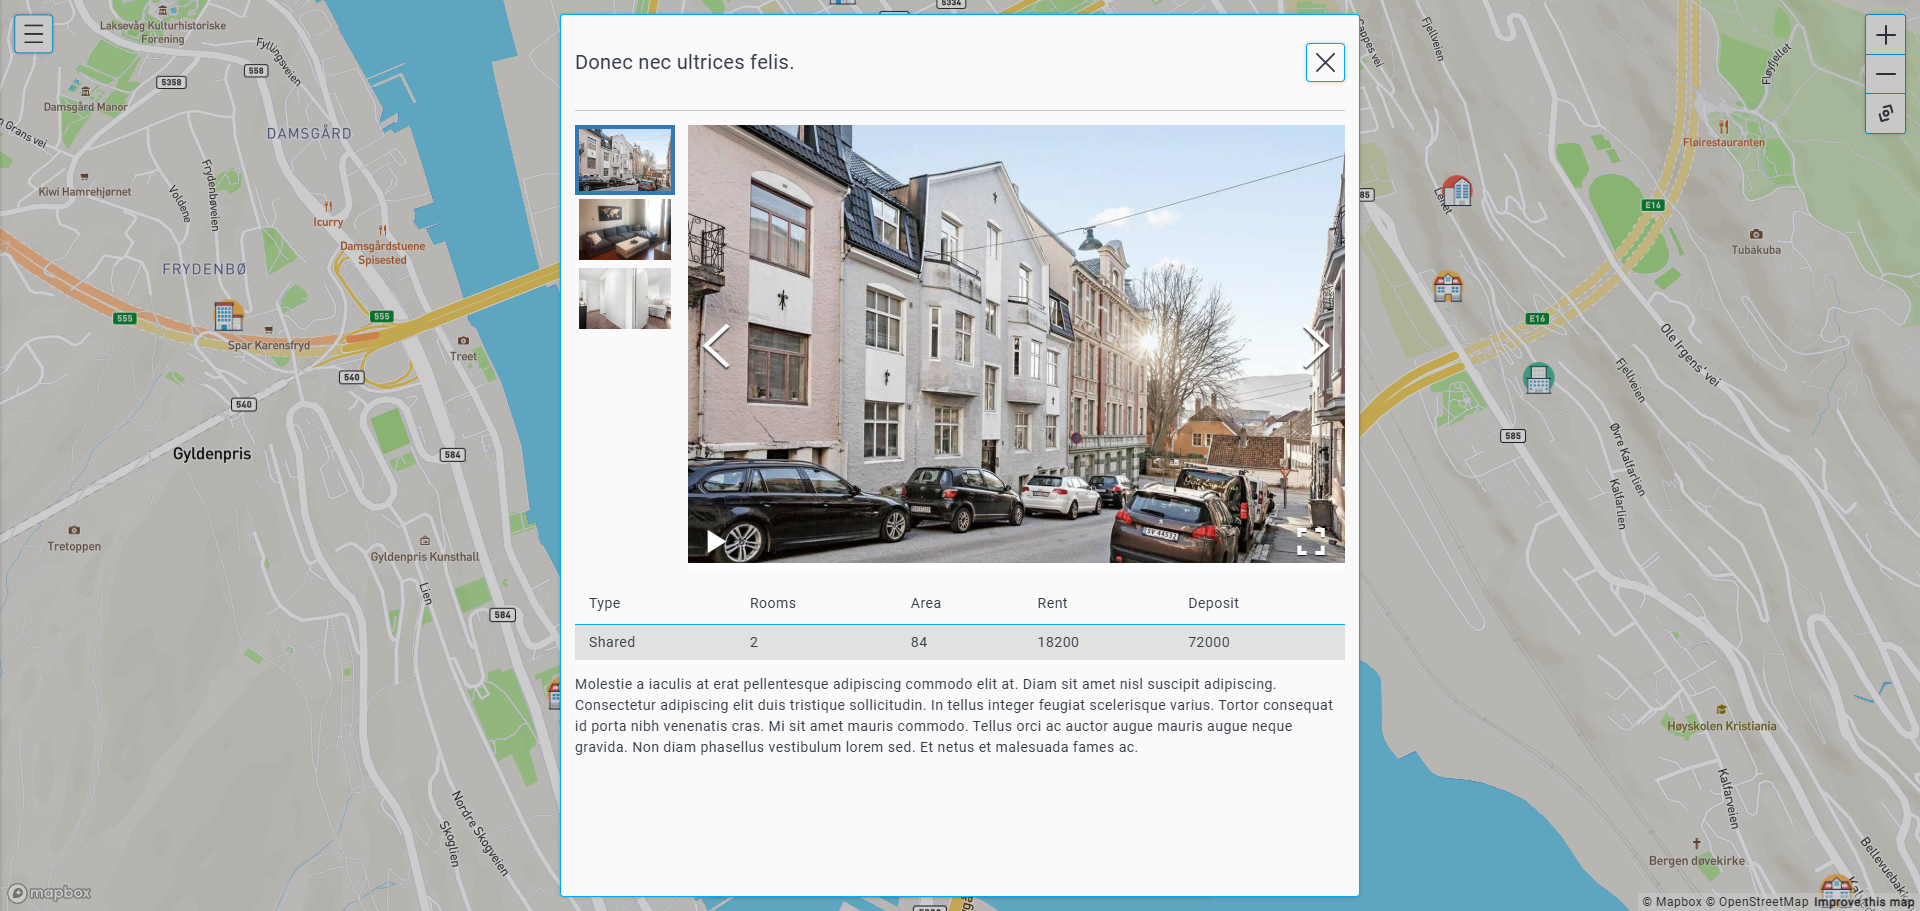 Donec nec ultrices felis.
Type Rooms Area Rent Deposit
Shared 2 84 18200 72000
Molestie a iaculis at erat pellentesque adipiscing commodo elit at. Diam sit amet nisl suscipit adipiscing.
Consectetur adipiscing elit duis tristique sollicitudin. In tellus integer feugiat scelerisque varius. Tortor consequat
id porta nibh venenatis cras. Mi sit amet mauris commodo. Tellus orci ac auctor augue mauris augue neque
gravida. Non diam phasellus vestibulum lorem sed. Et netus et malesuada fames ac.
Laksevåg Kulturhistoriske
Forening
Fyllingsveien
558
5358
Damsgård Manor
Grans vei
DAMSGÅRD
Kiwi Hamrehjørnet
Voldene
Frydenbøveien
Icurry
Damsgårdstuene
Spisested
FRYDENBØ
555
555
Spar Karensfryd
Treet
540
540
Gyldenpris
584
Tretoppen
Gyldenpris Kunsthall
Lien
584
Nordre Skogveien
Skoglien
mapbox
5334
Fjellveien
Fløyfjellet
Fløirestauranten
85
E16
Tubakuba
E16
Ole Irgens' vei
Fjellveien
585
Øvre Kalfarlien
Kalfarlien
Høyskolen Kristiania
Kalfarveien
Bergen døvekirke
SV 44532
© Mapbox © OpenStreetMap Improve this map